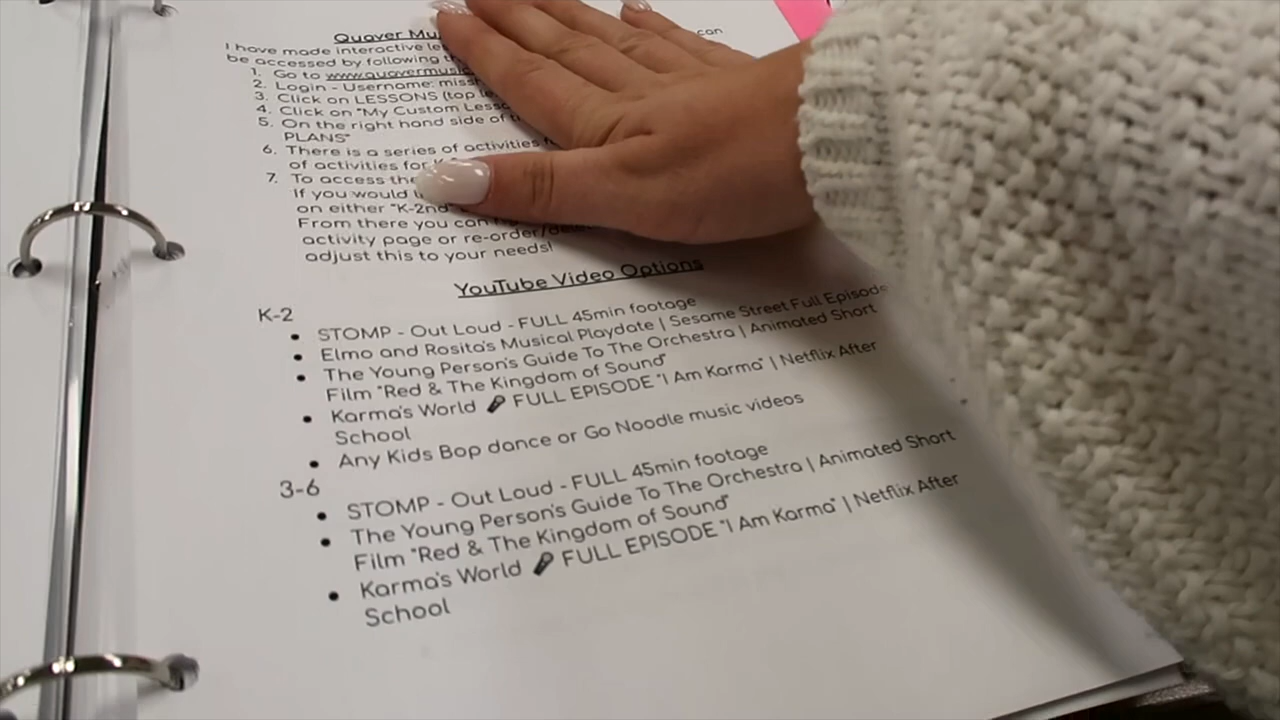 Quaver
can
I have made interactive
be accessed by following
1. Go to www.quavermusic
2. Login - Username:
3. Click on LESSONS (top
4. Click on "My Custom
5. On the right hand side of
PLANS"
6. There is a series of activities
of activities for
7. To access the
If you would
on either "K-2nd"
From there you can
activity page or re-order/
adjust this to your needs!
YouTube Video Options
K-2
• STOMP - Out Loud - FULL 45min footage
• Elmo and Rosita's Musical Playdate | Sesame Street Full Episode
• The Young Person's Guide To The Orchestra | Animated Short
Film "Red & The Kingdom of Sound"
• Karma's World 🎤 FULL EPISODE "I Am Karma" | Netflix After
School
• Any Kids Bop dance or Go Noodle music videos
3-6
• STOMP - Out Loud - FULL 45min footage
• The Young Person's Guide To The Orchestra | Animated Short
Film "Red & The Kingdom of Sound"
• Karma's World 🎤 FULL EPISODE "I Am Karma" | Netflix After
School